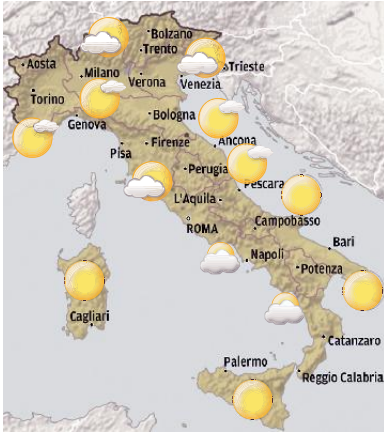 Bolzano
Trento
Aosta
Milano
Trieste
Verona
Venezia
Torino
Genova
Bologna
Pisa
Firenze
Ancona
Perugia
Pescara
L'Aquila
ROMA
Campobasso
Bari
Napoli
Potenza
Cagliari
Catanzaro
Palermo
Reggio Calabria